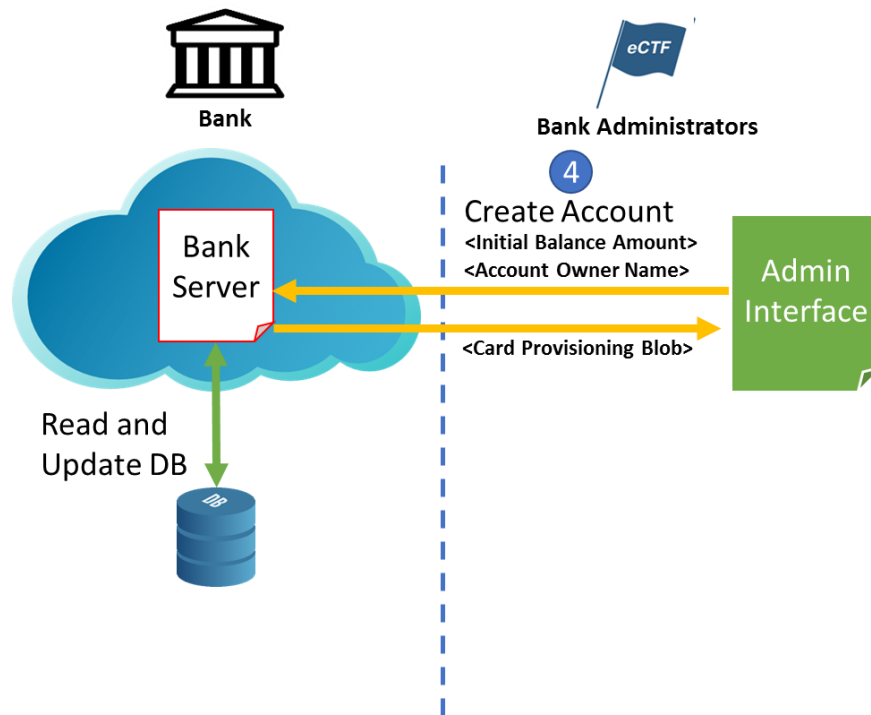 eCTF
Bank
Bank Administrators
4
Create Account
<Initial Balance Amount>
<Account Owner Name>
Bank
Server
Admin
Interface
<Card Provisioning Blob>
Read and
Update DB
DB